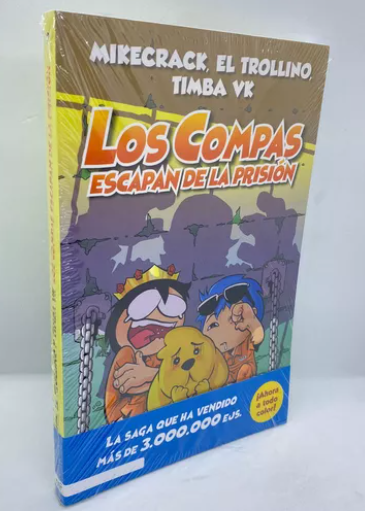 MIKECRACK, EL TROLLINO,
TIMBA VK
LOS COMPAS
ESCAPAN DE LA PRISIÓN
LA SAGA QUE HA VENDIDO
MÁS DE 3.000.000 EJS.
¡Ahora
a todo
color!